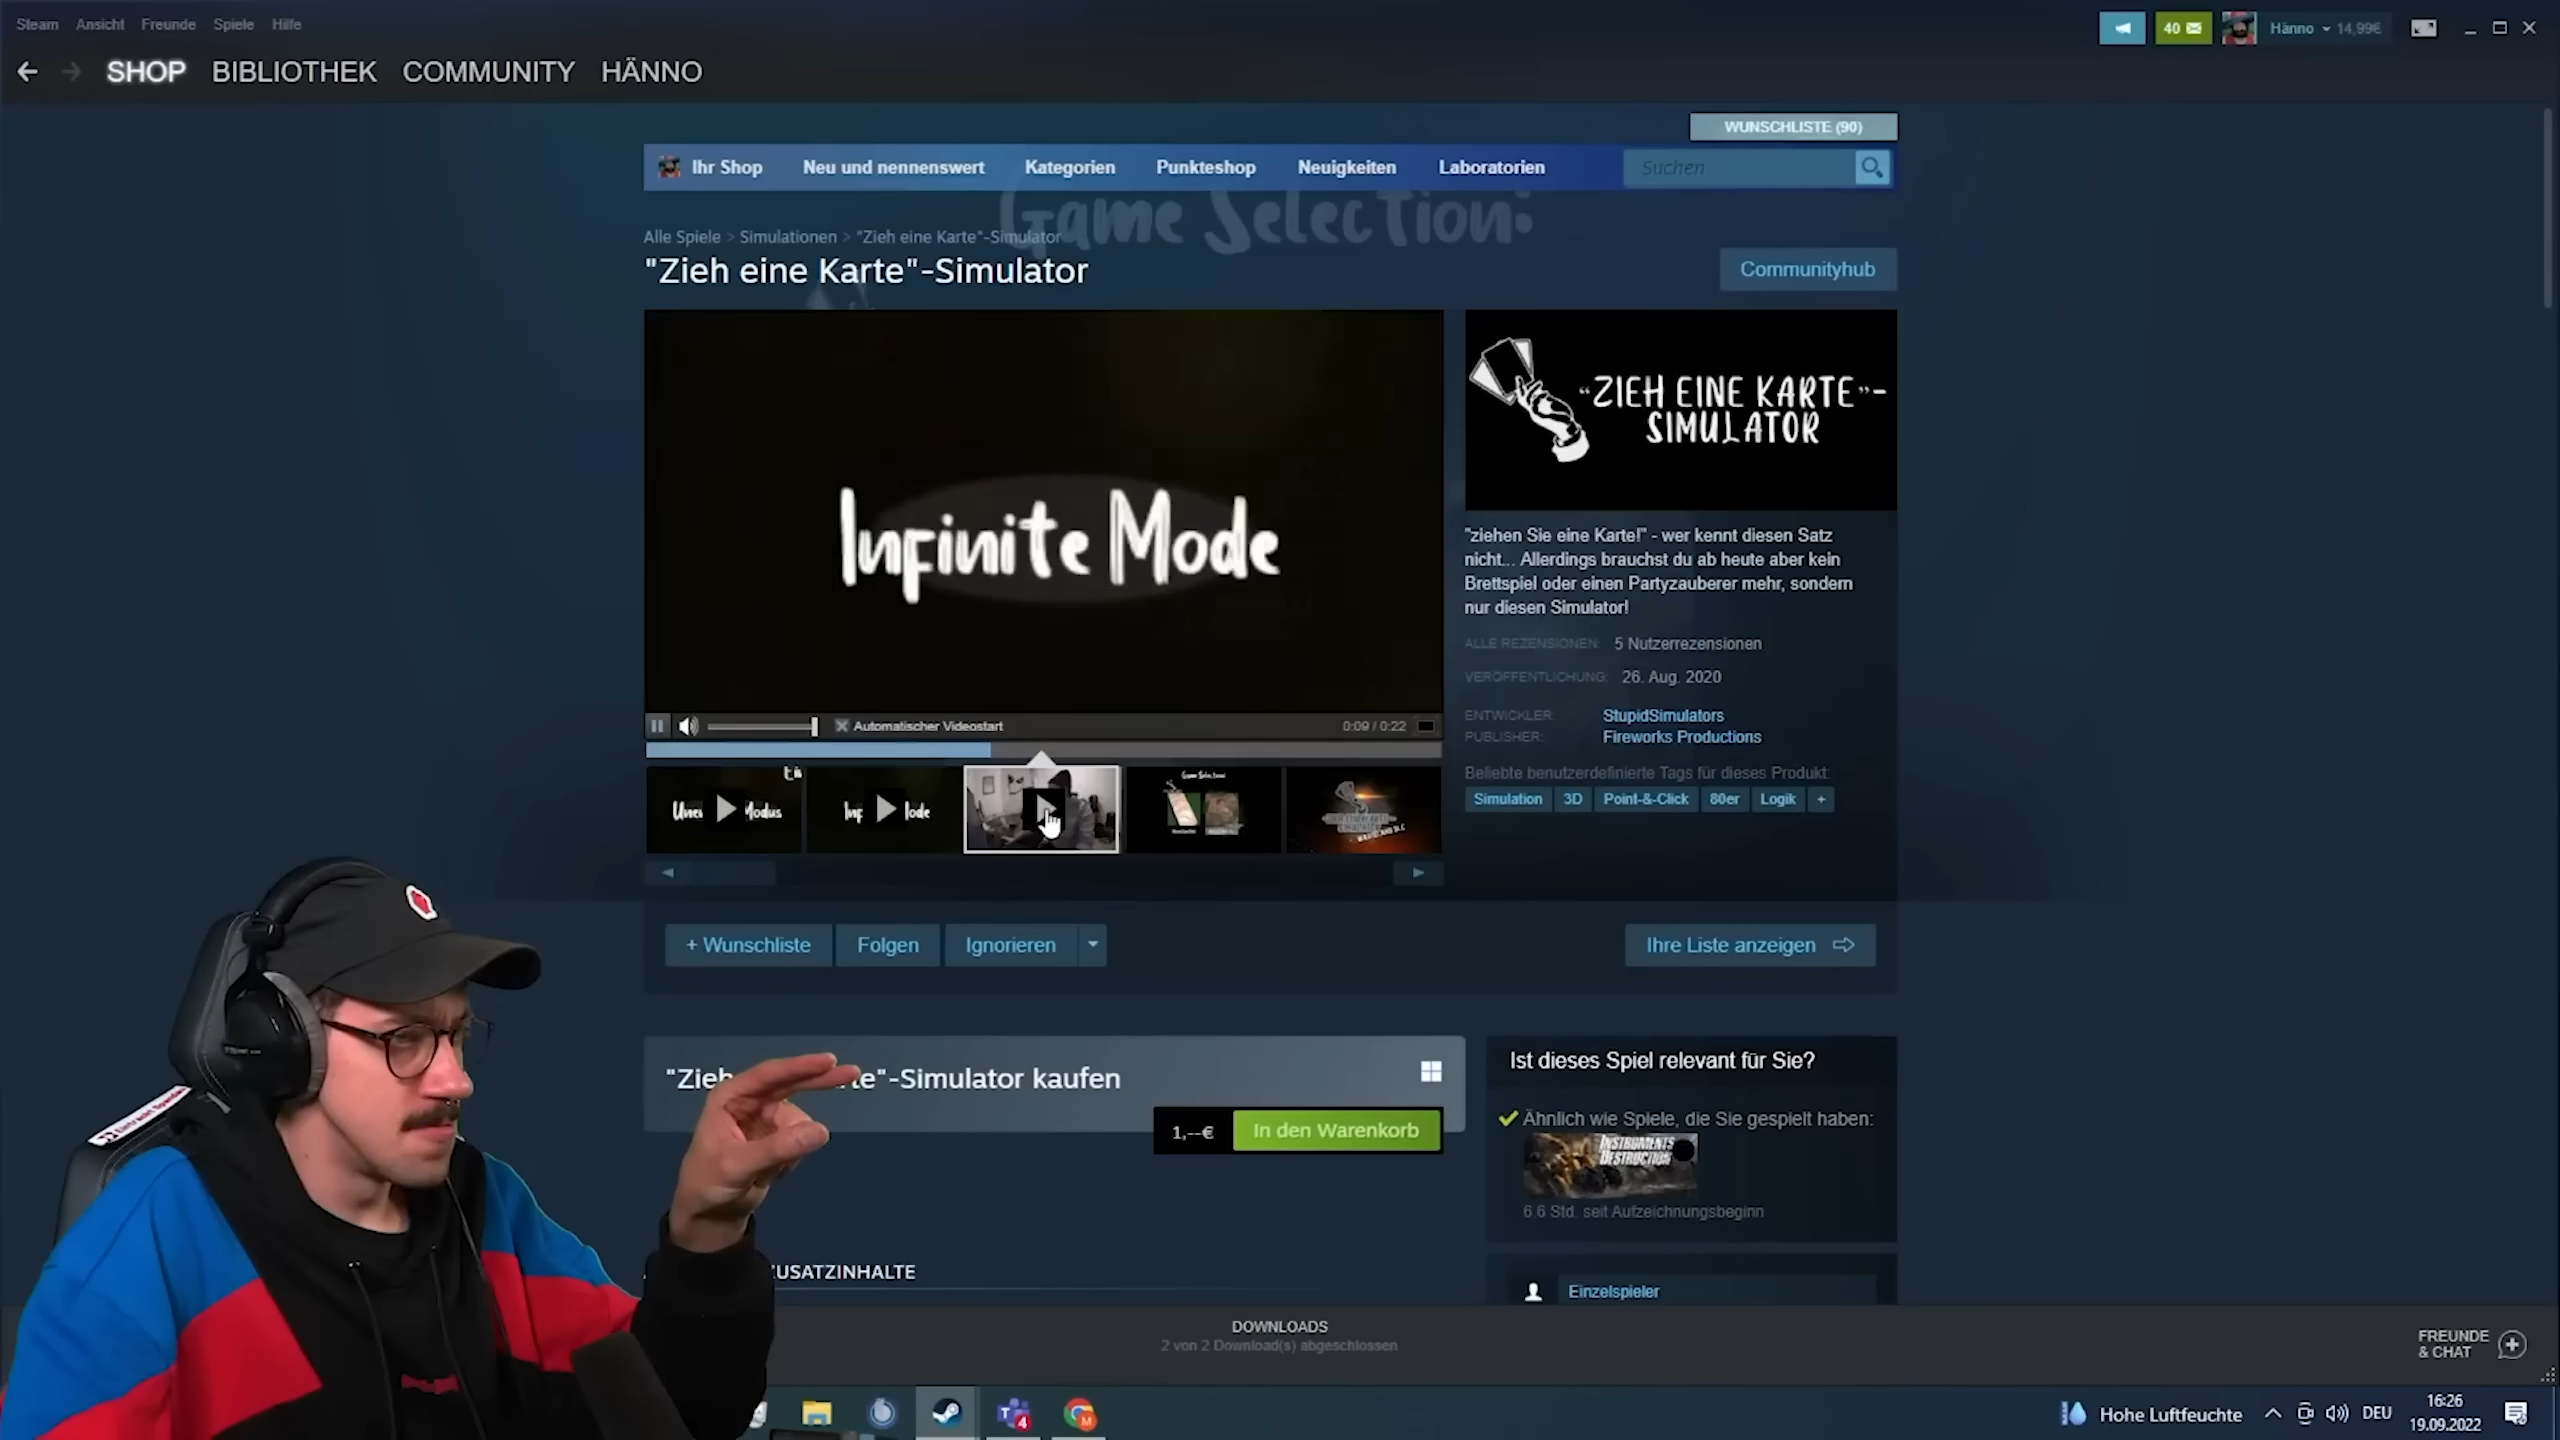 Steam Ansicht Freunde Spiele Hilfe
40
Hänno 14,99€
SHOP BIBLIOTHEK COMMUNITY HÄNNO
WUNSCHLISTE (90)
Ihr Shop Neu und nennenswert Kategorien Punkteshop Neuigkeiten Laboratorien Suchen
Game Selection:
Alle Spiele > Simulationen > "Zieh eine Karte"-Simulator
"Zieh eine Karte"-Simulator
Communityhub
Infinite Mode
"ZIEH EINE KARTE"-
SIMULATOR
"ziehen Sie eine Karte!" - wer kennt diesen Satz
nicht... Allerdings brauchst du ab heute aber kein
Brettspiel oder einen Partyzauberer mehr, sondern
nur diesen Simulator!
ALLE REZENSIONEN: 5 Nutzerrezensionen
VERÖFFENTLICHUNG: 26. Aug. 2020
ENTWICKLER: StupidSimulators
PUBLISHER: Fireworks Productions
Beliebte benutzerdefinierte Tags für dieses Produkt:
Simulation 3D Point-&-Click 80er Logik +
Automatischer Videostart 0:09 / 0:22
Game Selection:
+ Wunschliste Folgen Ignorieren
Ihre Liste anzeigen
"Zieh te"-Simulator kaufen
1,--€ In den Warenkorb
ZUSATZINHALTE
Ist dieses Spiel relevant für Sie?
Ähnlich wie Spiele, die Sie gespielt haben:
INSTRUMENTS
DESTRUCTION
6.6 Std. seit Aufzeichnungsbeginn
Einzelspieler
DOWNLOADS
2 von 2 Download(s) abgeschlossen
FREUNDE
& CHAT
Hohe Luftfeuchte
DEU
16:26
19.09.2022